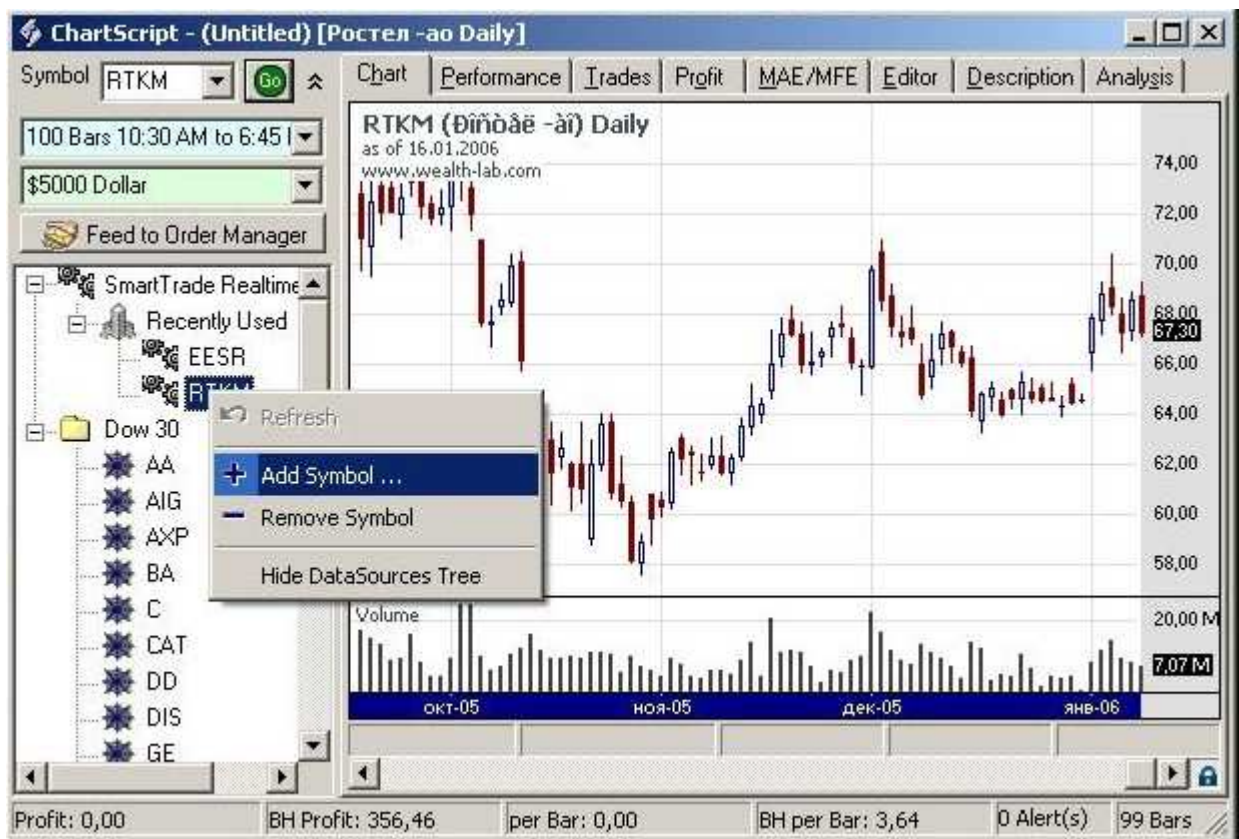 ChartScript - (Untitled) [Ростел -ао Daily]
Symbol RTKM Go
Chart Performance Trades Profit MAE/MFE Editor Description Analysis
100 Bars 10:30 AM to 6:45
$5000 Dollar
Feed to Order Manager
SmartTrade Realtime
Recently Used
EESR
RTKM
Dow 30
AA
AIG
AXP
BA
C
CAT
DD
DIS
GE
Refresh
Add Symbol ...
Remove Symbol
Hide DataSources Tree
RTKM (Ðîñòåë -àî) Daily
as of 16.01.2006
www.wealth-lab.com
74,00
72,00
70,00
68,00
67,30
66,00
64,00
62,00
60,00
58,00
Volume
20,00 M
7,07 M
окт-05 ноя-05 дек-05 янв-06
Profit: 0,00 BH Profit: 356,46 per Bar: 0,00 BH per Bar: 3,64 0 Alert(s) 99 Bars